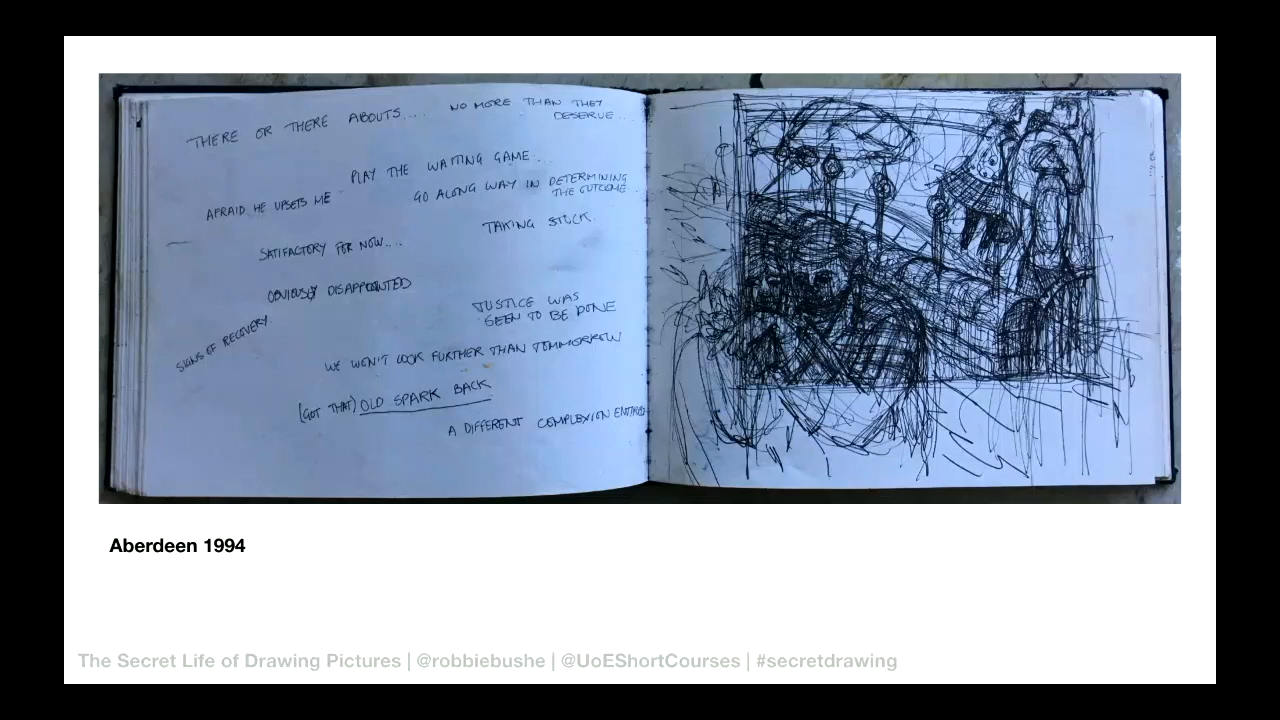 NO MORE THAN THEY
DESERVE...
THERE OR THERE ABOUTS....
PLAY THE WAITING GAME...
GO ALONG WAY IN DETERMINING
THE OUTCOME...
AFRAID HE UPSETS ME
TAKING STOCK.
SATIFACTORY FOR NOW....
OBVIOUSLY DISAPPOINTED
JUSTICE WAS
SEEN TO BE DONE
SIGNS OF RECOVERY.
WE WON'T LOOK FURTHER THAN TOMMORROW
(GOT THAT) OLD SPARK BACK
A DIFFERENT COMPLEXION
Aberdeen 1994
The Secret Life of Drawing Pictures | @robbiebushe | @UoEShortCourses | #secretdrawing